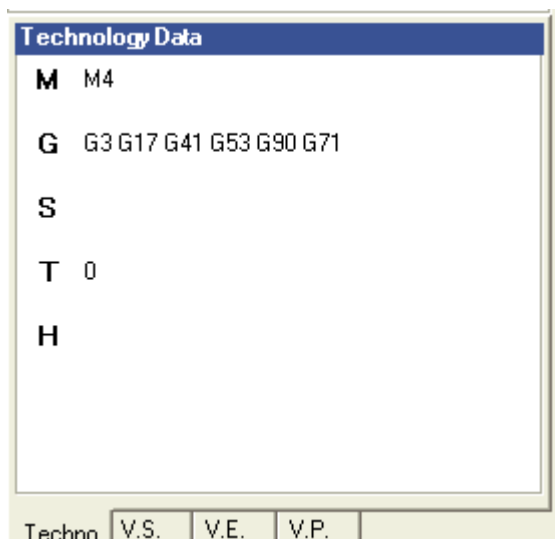 Technology Data
M M4
G G3 G17 G41 G53 G90 G71
S
T 0
H
Techno V.S. V.E. V.P.